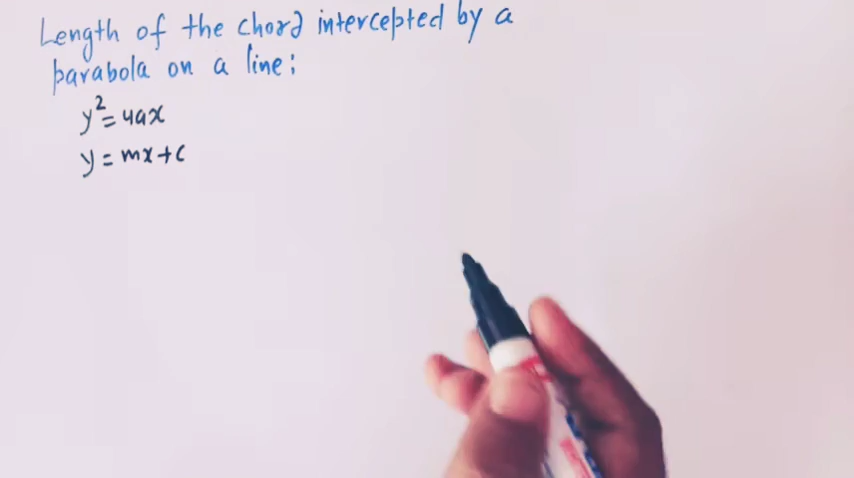 Length of the chord intercepted by a
parabola on a line:
y²=4ax
y=mx+c